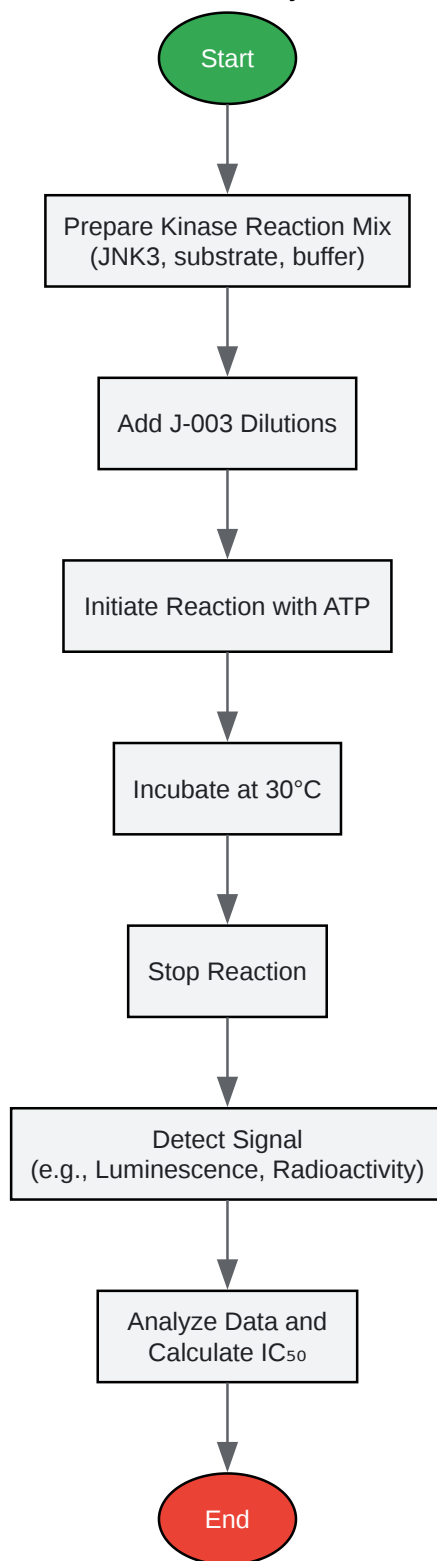 Start
Prepare Kinase Reaction Mix
(JNK3, substrate, buffer)
Add J-003 Dilutions
Initiate Reaction with ATP
Incubate at 30°C
Stop Reaction
Detect Signal
(e.g., Luminescence, Radioactivity)
Analyze Data and
Calculate IC₅₀
End